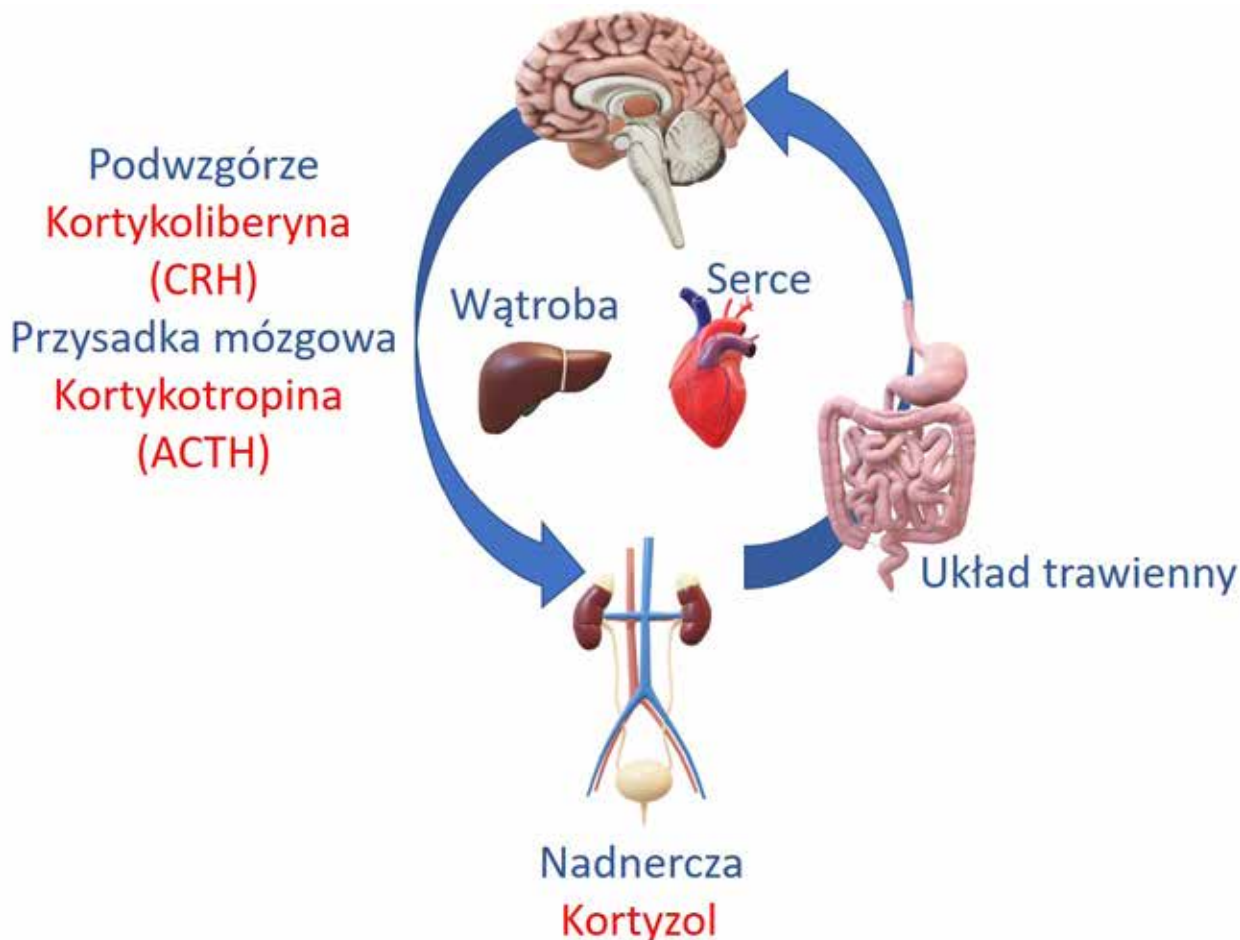 Podwzgórze
Kortykoliberyna
(CRH)
Przysadka mózgowa
Kortykotropina
(ACTH)
Wątroba
Serce
Układ trawienny
Nadnercza
Kortyzol